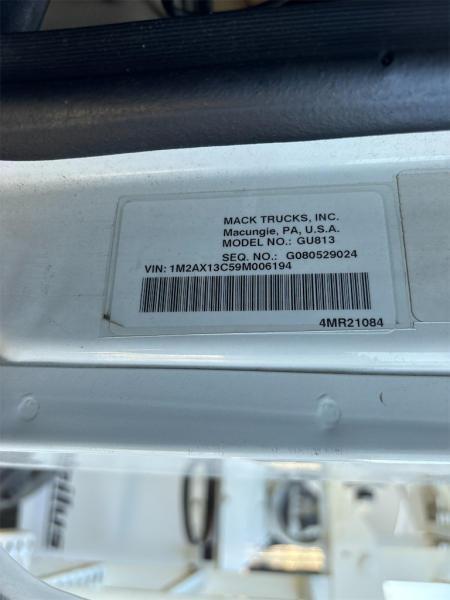 MACK TRUCKS, INC.
Macungie, PA, U.S.A.
MODEL NO.: GU813
SEQ. NO.: G080529024
VIN: 1M2AX13C59M006194
4MR21084